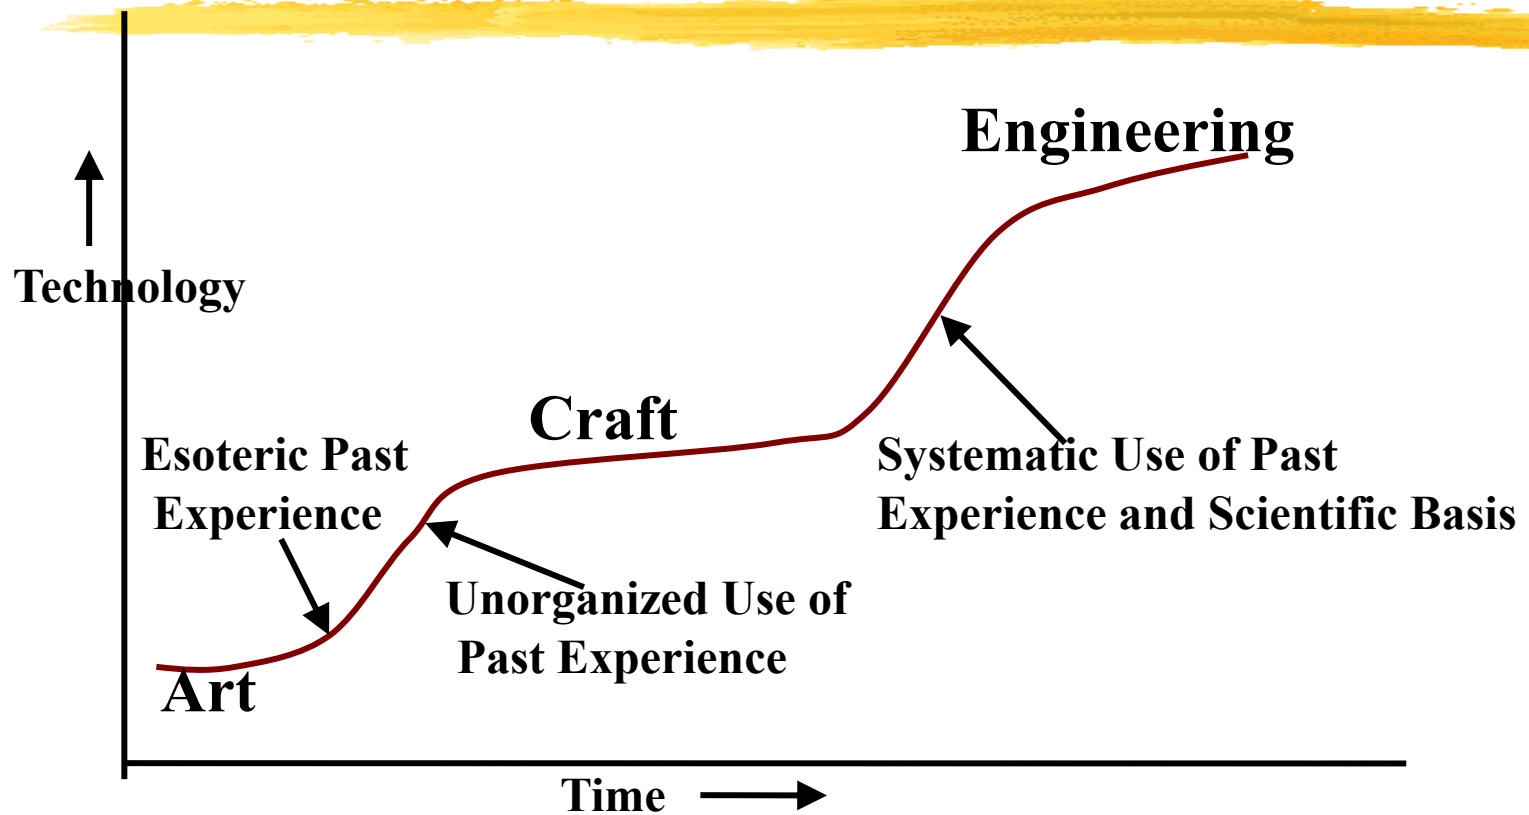 Engineering
Technology
Craft
Esoteric Past
Experience
Systematic Use of Past
Experience and Scientific Basis
Unorganized Use of
Past Experience
Art
Time